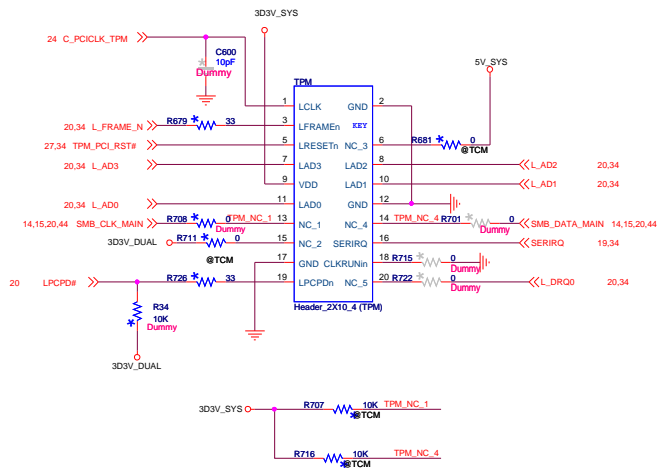 3D3V_SYS
24 C_PCICLK_TPM
C600
10pF
Dummy
5V_SYS
TPM
1 LCLK GND 2
20,34 L_FRAME_N R679 33 3 LFRAMEn KEY
27,34 TPM_PCI_RST# 5 LRESETn NC_3 6 R681 0
@TCM
20,34 L_AD3 7 LAD3 LAD2 8 L_AD2 20,34
9 VDD LAD1 10 L_AD1 20,34
20,34 L_AD0 11 LAD0 GND 12
14,15,20,44 SMB_CLK_MAIN R708 0 TPM_NC_1 13 NC_1 NC_4 14 TPM_NC_4 R701 0 SMB_DATA_MAIN 14,15,20,44
Dummy Dummy
3D3V_DUAL R711 0 15 NC_2 SERIRQ 16 SERIRQ 19,34
@TCM
17 GND CLKRUNin 18 R715 0
Dummy
20 LPCPD# R726 33 19 LPCPDn NC_5 20 R722 0 L_DRQ0 20,34
Dummy
R34
10K
Dummy
Header_2X10_4 (TPM)
3D3V_DUAL
3D3V_SYS R707 10K TPM_NC_1
@TCM
R716 10K TPM_NC_4
@TCM